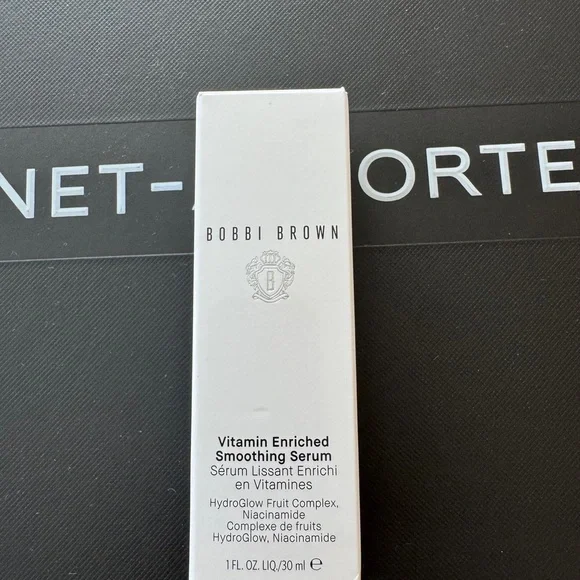 NET-A-PORTE
BOBBI BROWN
B
Vitamin Enriched
Smoothing Serum
Sérum Lissant Enrichi
en Vitamines
HydroGlow Fruit Complex,
Niacinamide
Complexe de fruits
HydroGlow, Niacinamide
1 FL. OZ. LIQ./30 ml ℮